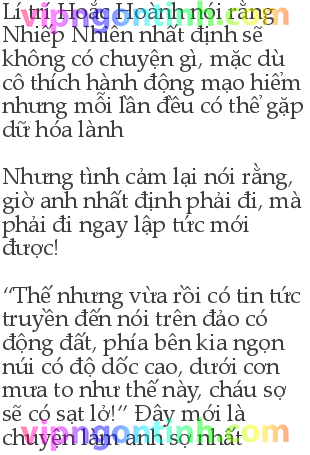 Lí trí Hoắc Hoành nói rằng
vipngontinh.com
Nhiếp Nhiên nhất định sẽ
không có chuyện gì, mặc dù
cô thích hành động mạo hiểm
nhưng mỗi lần đều có thể gặp
dữ hóa lành
Nhưng tình cảm lại nói rằng,
giờ anh nhất định phải đi, mà
phải đi ngay lập tức mới
được!
“Thế nhưng vừa rồi có tin tức
truyền đến nói trên đảo có
động đất, phía bên kia ngọn
núi có độ dốc cao, dưới cơn
mưa to như thế này, cháu sợ
sẽ có sạt lở!” Đây mới là
chuyện làm anh sợ nhất
vipngontinh.com